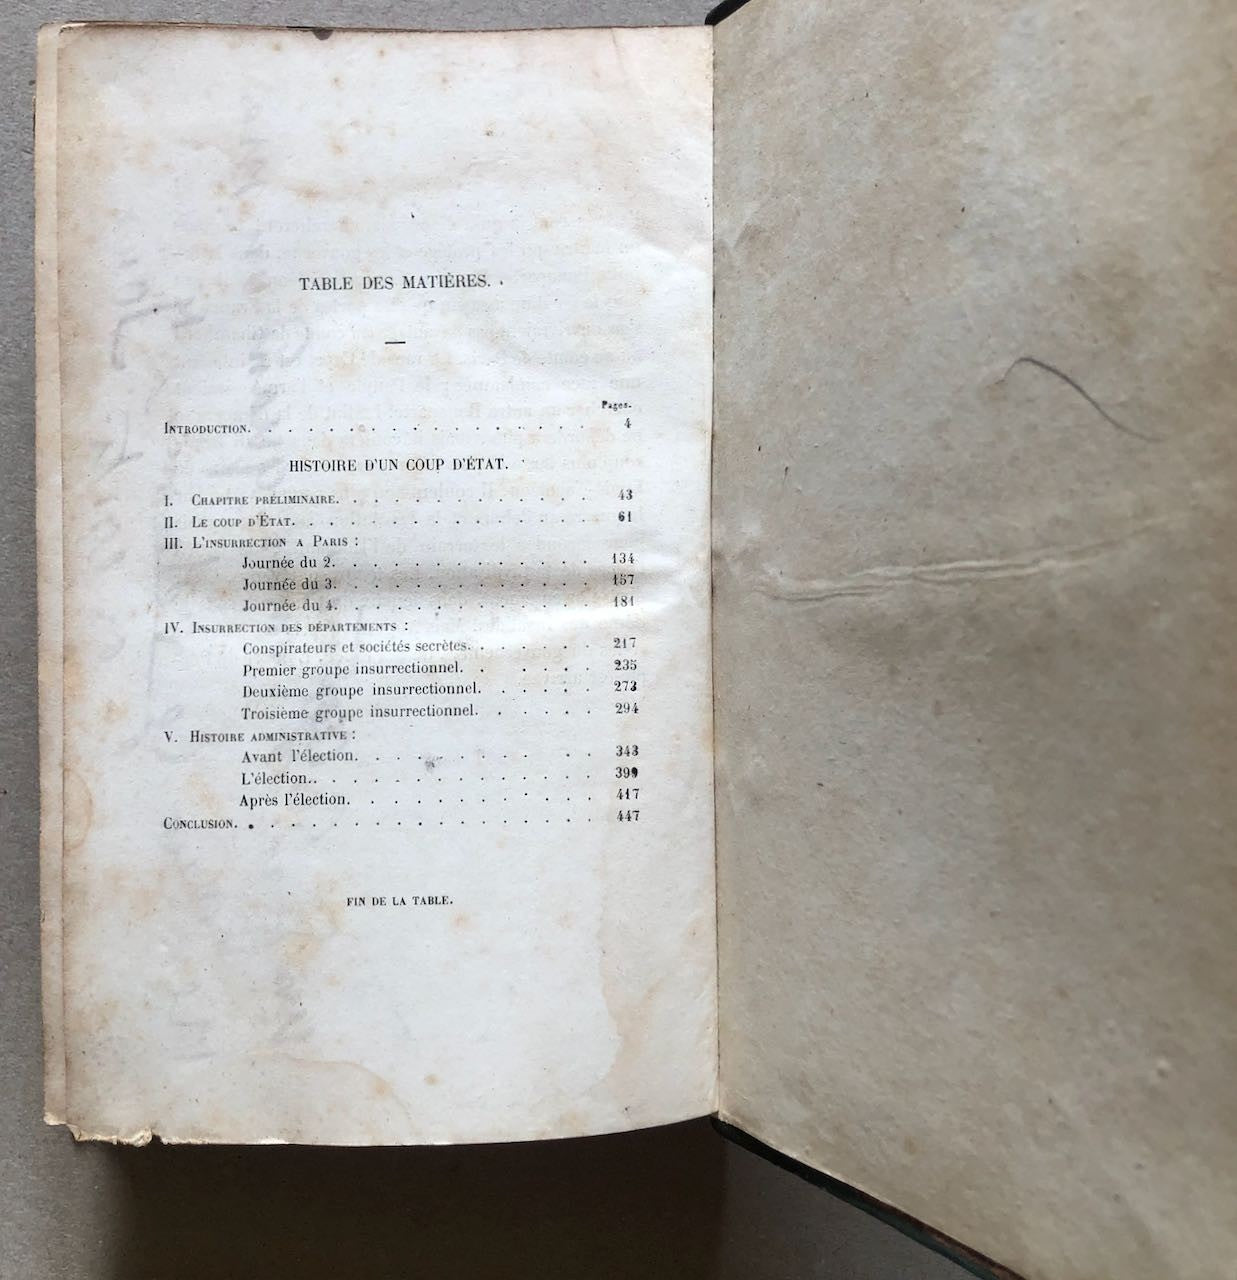 TABLE DES MATIÈRES.
—
Pages.
INTRODUCTION. . . . . . . . . . . . . . . . . . 4
HISTOIRE D'UN COUP D'ÉTAT.
I. CHAPITRE PRÉLIMINAIRE. . . . . . . . . . . . . 43
II. LE COUP D'ÉTAT. . . . . . . . . . . . . . . 61
III. L'INSURRECTION A PARIS :
Journée du 2. . . . . . . . . . . . . 134
Journée du 3. . . . . . . . . . . . . 157
Journée du 4. . . . . . . . . . . . . 181
IV. INSURRECTION DES DÉPARTEMENTS :
Conspirateurs et sociétés secrètes. . . . . . . 217
Premier groupe insurrectionnel. . . . . . 235
Deuxième groupe insurrectionnel. . . . . . 273
Troisième groupe insurrectionnel. . . . . . 294
V. HISTOIRE ADMINISTRATIVE :
Avant l'élection. . . . . . . . . . . 343
L'élection.. . . . . . . . . . . . . . 399
Après l'élection. . . . . . . . . . . . 417
CONCLUSION. . . . . . . . . . . . . . . . . . 447
FIN DE LA TABLE.